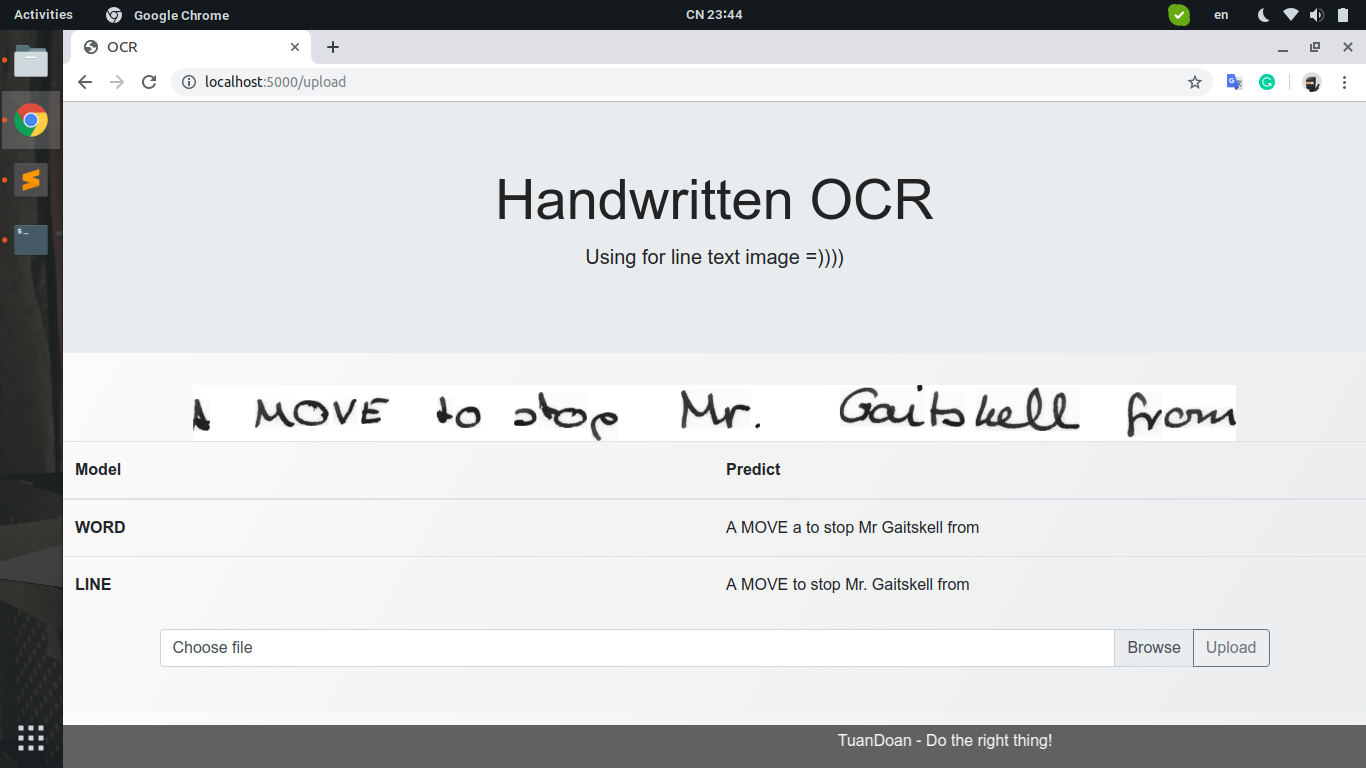 Activities Google Chrome CN 23:44 en
OCR
localhost:5000/upload
Handwritten OCR
Using for line text image =))))
A MOVE to stop Mr. Gaitskell from
Model Predict
WORD A MOVE a to stop Mr Gaitskell from
LINE A MOVE to stop Mr. Gaitskell from
Choose file Browse Upload
TuanDoan - Do the right thing!